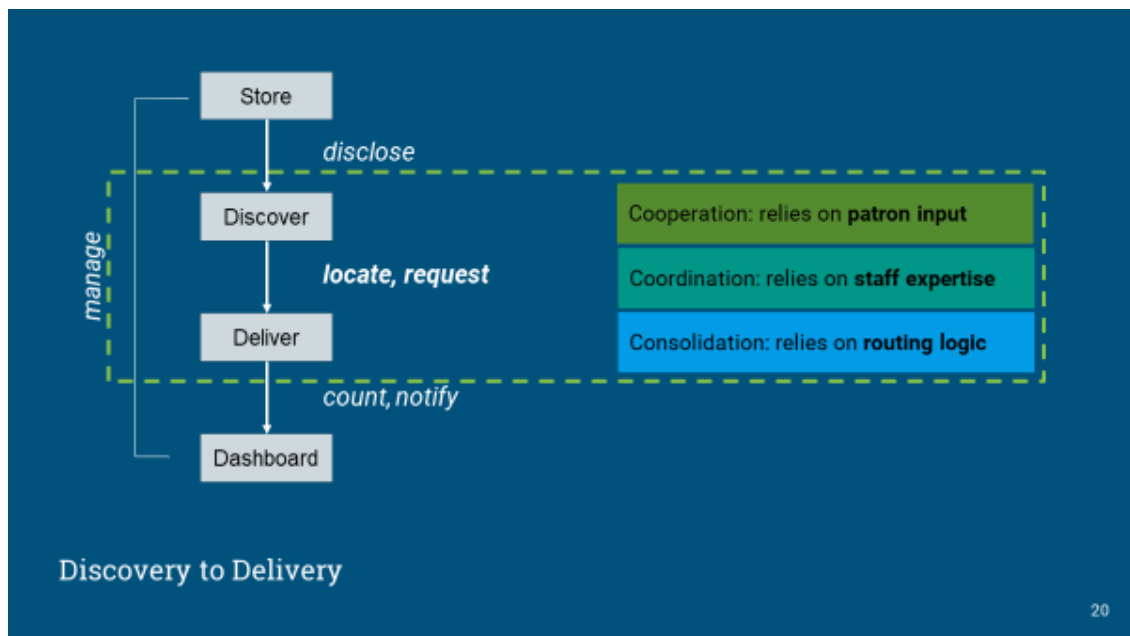 Store
disclose
Discover
Cooperation: relies on patron input
manage
locate, request
Coordination: relies on staff expertise
Deliver
Consolidation: relies on routing logic
count, notify
Dashboard
Discovery to Delivery
20